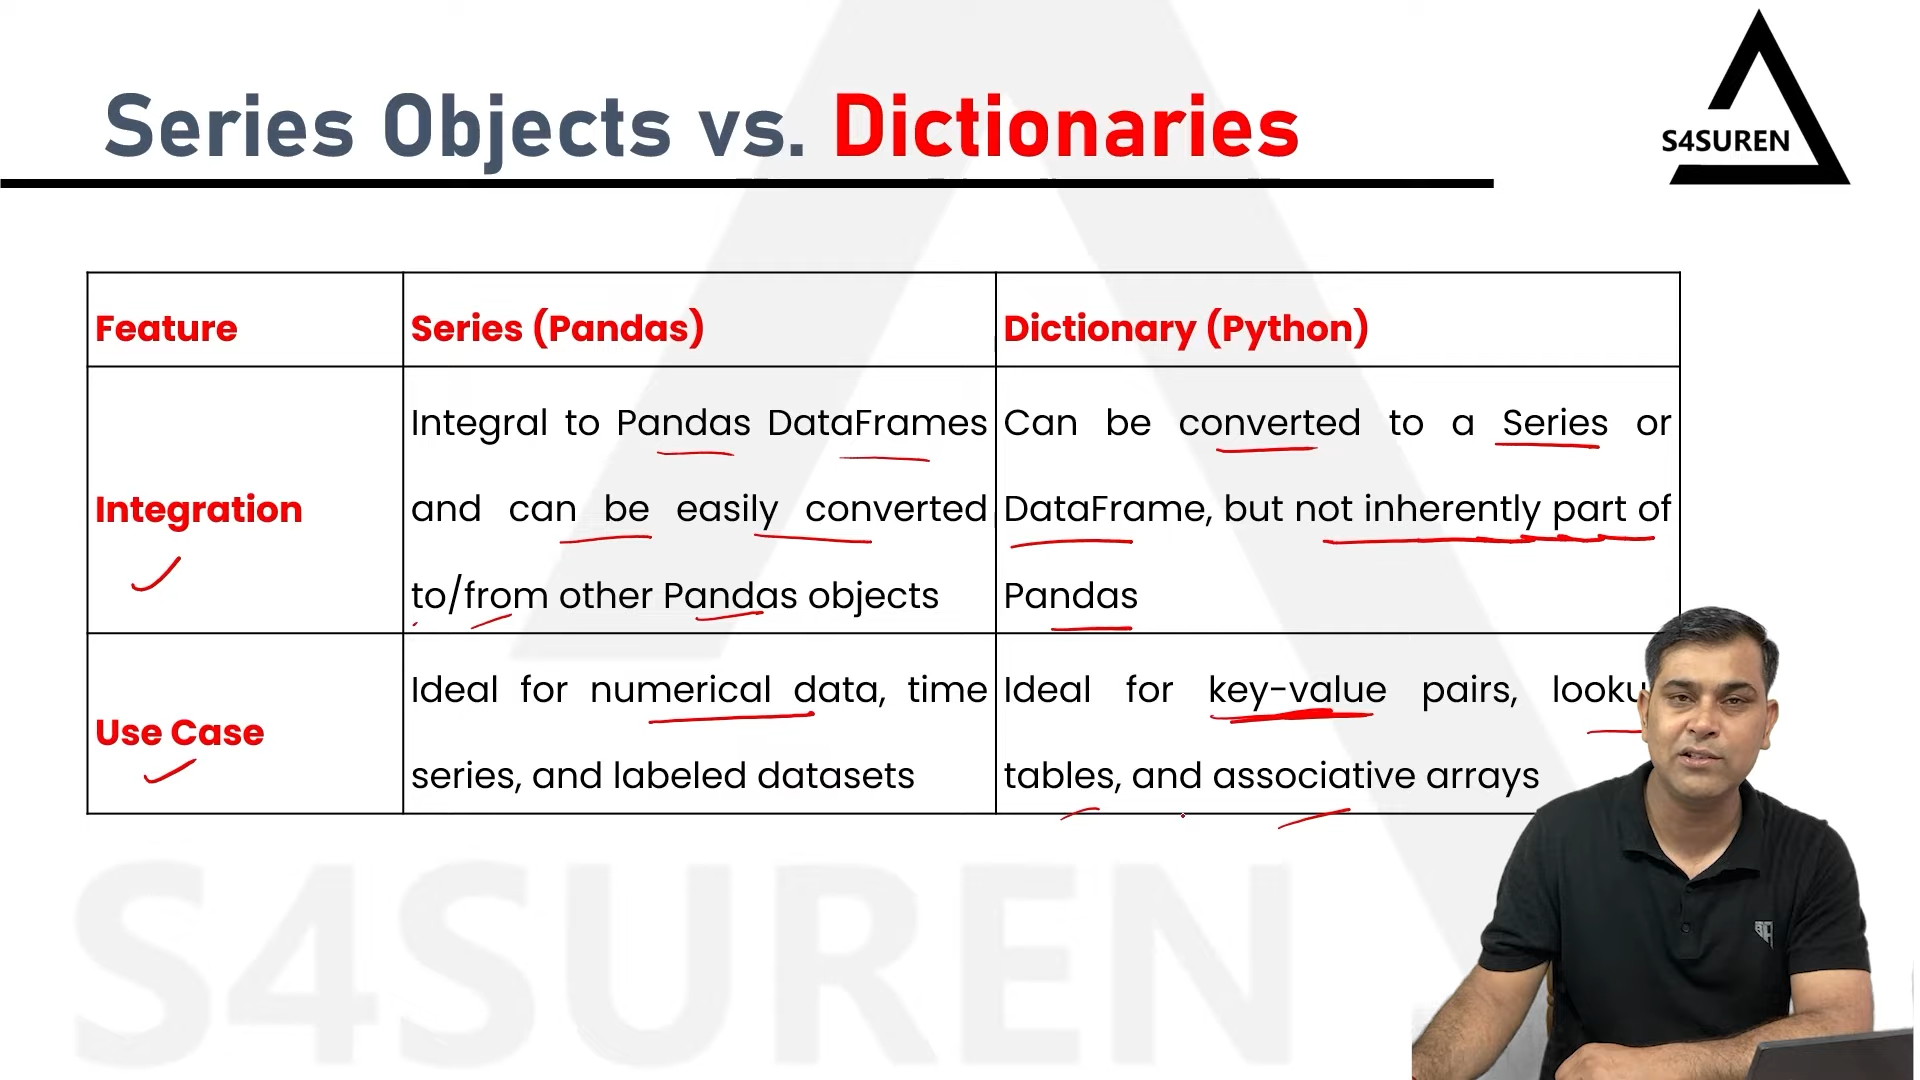 Series Objects vs. Dictionaries
S4SUREN
Feature
Series (Pandas)
Dictionary (Python)
Integration
Integral to Pandas DataFrames
and can be easily converted
to/from other Pandas objects
Can be converted to a Series or
DataFrame, but not inherently part of
Pandas
Use Case
Ideal for numerical data, time
series, and labeled datasets
Ideal for key-value pairs,
tables, and associative arrays
S4SUREN